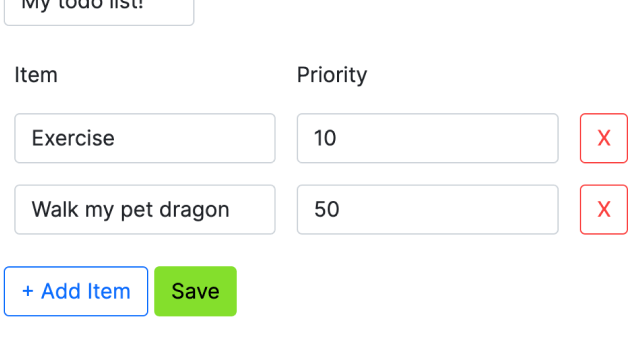 My todo list!
Item Priority
Exercise 10 X
Walk my pet dragon 50 X
+ Add Item Save